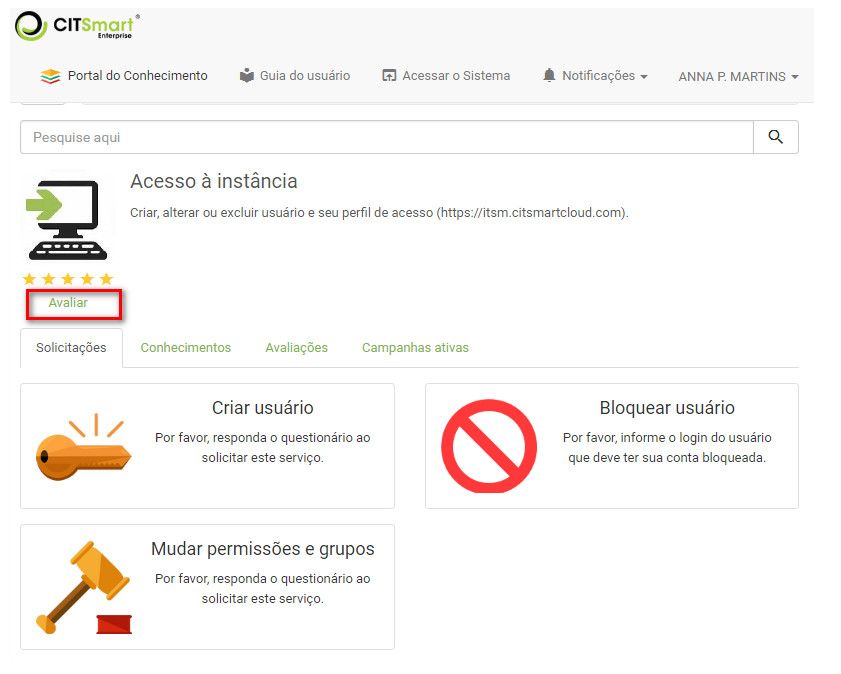 CITSmart®
Enterprise
Portal do Conhecimento Guia do usuário Acessar o Sistema Notificações ANNA P. MARTINS
Pesquise aqui
Acesso à instância
Criar, alterar ou excluir usuário e seu perfil de acesso (https://itsm.citsmartcloud.com).
Avaliar
Solicitações Conhecimentos Avaliações Campanhas ativas
Criar usuário
Por favor, responda o questionário ao
solicitar este serviço.
Bloquear usuário
Por favor, informe o login do usuário
que deve ter sua conta bloqueada.
Mudar permissões e grupos
Por favor, responda o questionário ao
solicitar este serviço.